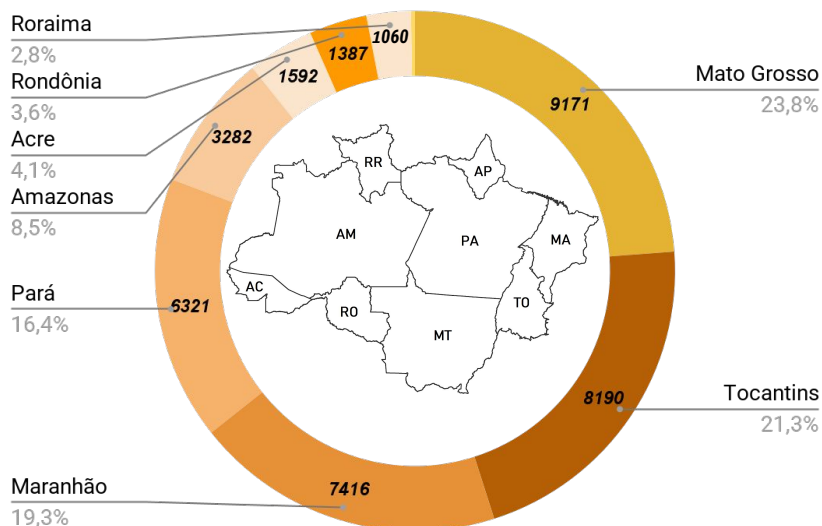 Roraima
2,8%
Rondônia
3,6%
Acre
4,1%
Amazonas
8,5%
Pará
16,4%
Maranhão
19,3%
1060
1387
1592
3282
6321
7416
9171
8190
Mato Grosso
23,8%
Tocantins
21,3%
RR
AP
AM
PA
MA
AC
RO
TO
MT